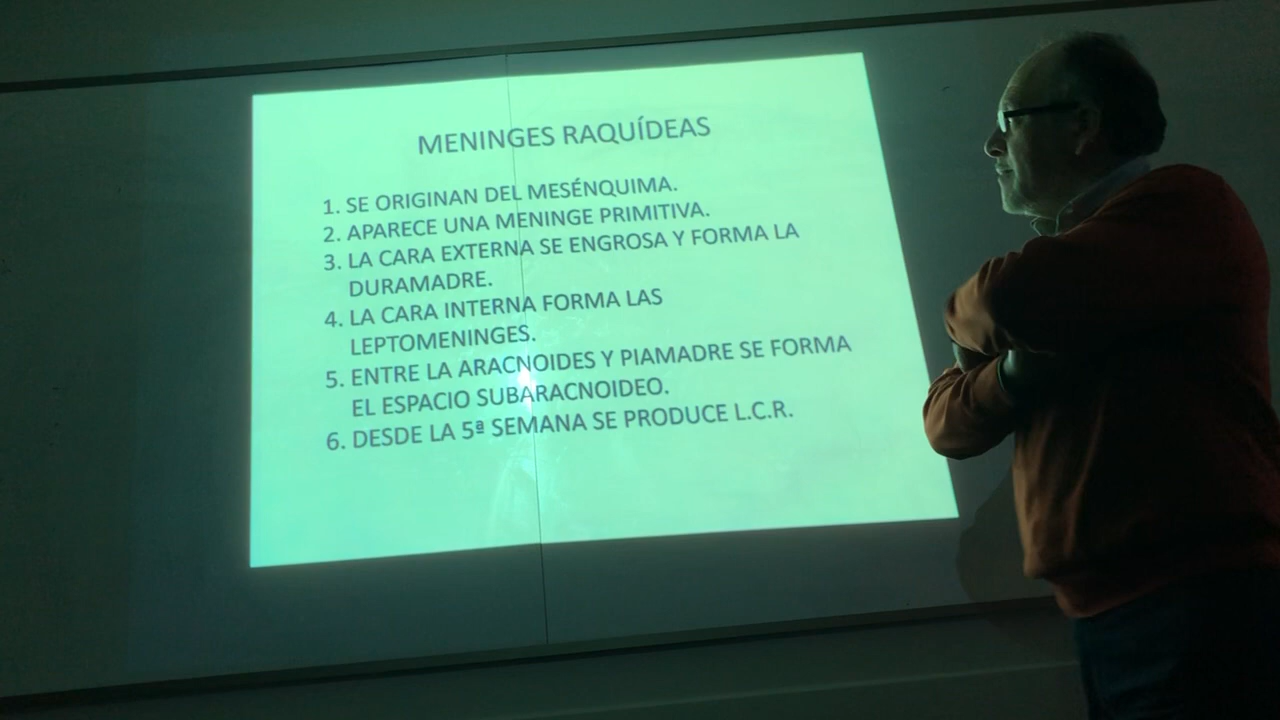 MENINGES RAQUÍDEAS
1. SE ORIGINAN DEL MESÉNQUIMA.
2. APARECE UNA MENINGE PRIMITIVA.
3. LA CARA EXTERNA SE ENGROSA Y FORMA LA
DURAMADRE.
4. LA CARA INTERNA FORMA LAS
LEPTOMENINGES.
5. ENTRE LA ARACNOIDES Y PIAMADRE SE FORMA
EL ESPACIO SUBARACNOIDEO.
6. DESDE LA 5ª SEMANA SE PRODUCE L.C.R.